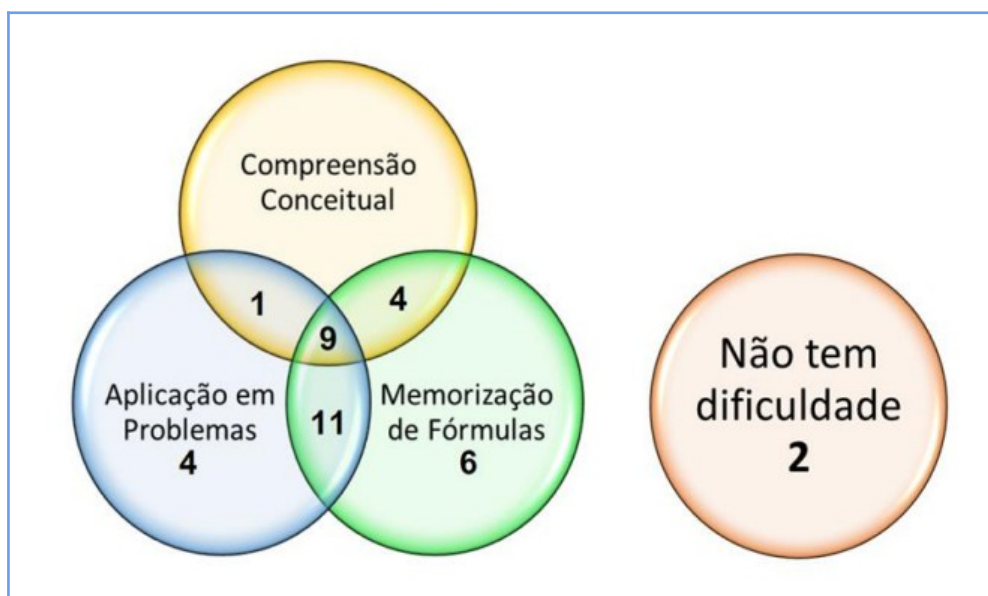 Compreensão
Conceitual
1
4
9
Aplicação em
Problemas
4
11
Memorização
de Fórmulas
6
Não tem
dificuldade
2